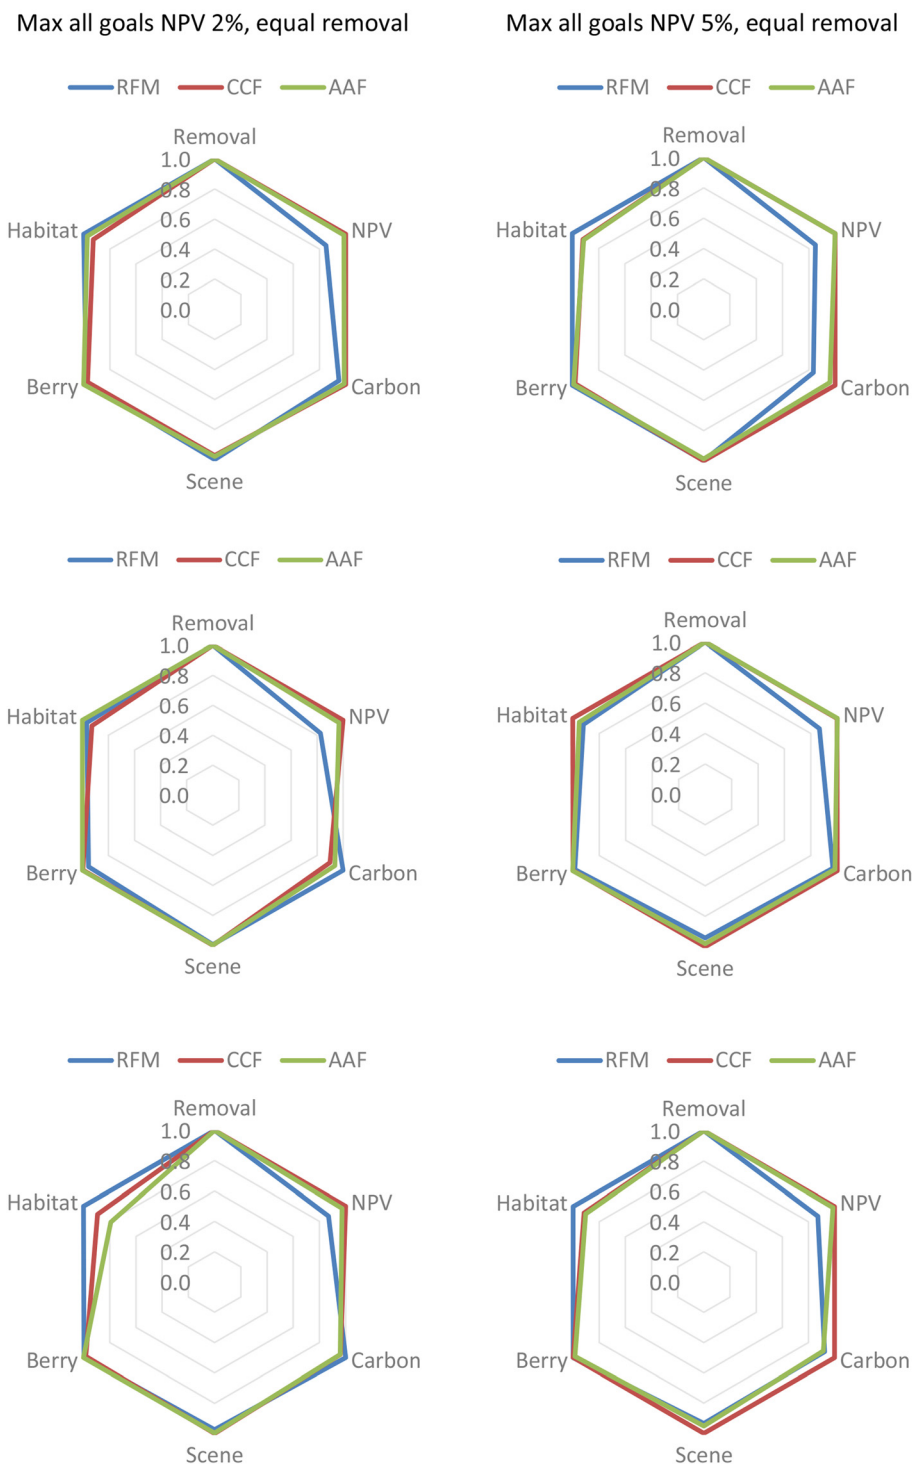 Max all goals NPV 2%, equal removal
Max all goals NPV 5%, equal removal
RFM CCF AAF
RFM CCF AAF
Removal
1.0
0.8
Habitat 0.6 NPV
0.4
0.2
0.0
Berry Carbon
Scene
Removal
1.0
0.8
Habitat 0.6 NPV
0.4
0.2
0.0
Berry Carbon
Scene
RFM CCF AAF
RFM CCF AAF
Removal
1.0
0.8
Habitat 0.6 NPV
0.4
0.2
0.0
Berry Carbon
Scene
Removal
1.0
0.8
Habitat 0.6 NPV
0.4
0.2
0.0
Berry Carbon
Scene
RFM CCF AAF
RFM CCF AAF
Removal
1.0
0.8
Habitat 0.6 NPV
0.4
0.2
0.0
Berry Carbon
Scene
Removal
1.0
0.8
Habitat 0.6 NPV
0.4
0.2
0.0
Berry Carbon
Scene